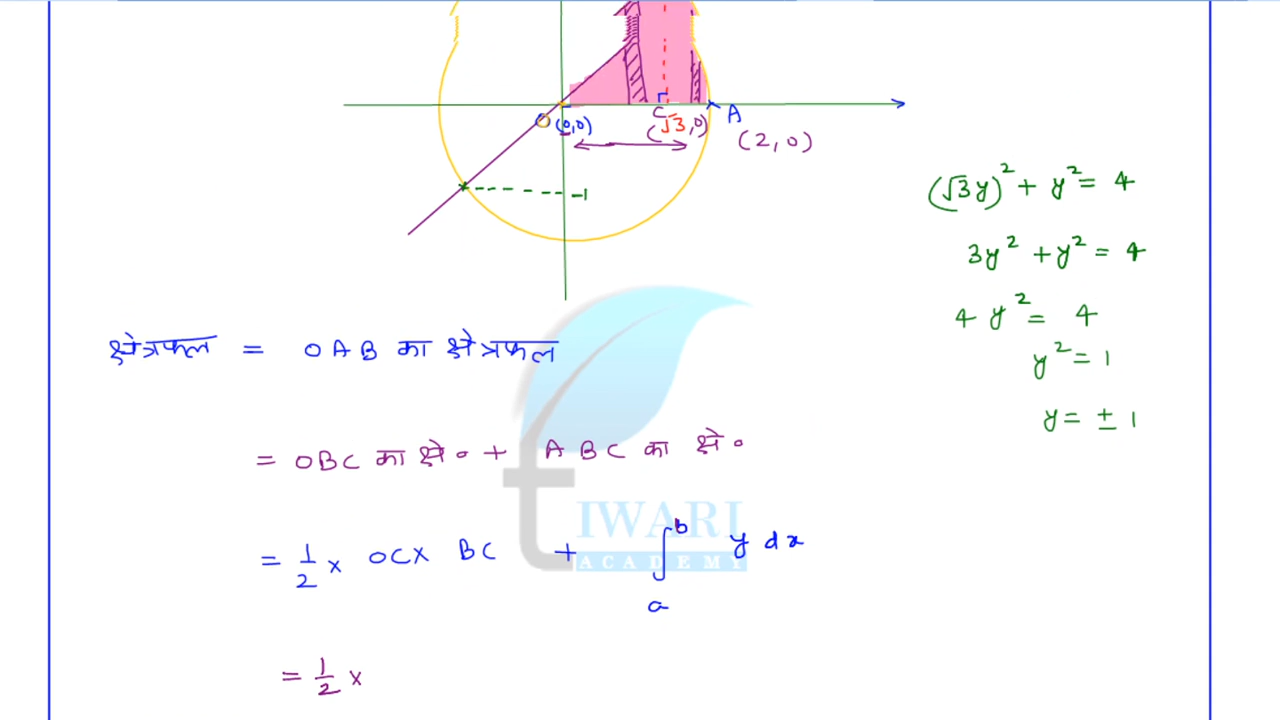 A
C
O (0,0) (√3,0)
(2,0)
-1
(√3y)² + y² = 4
3y² + y² = 4
4y² = 4
y² = 1
y = ± 1
क्षेत्रफल = OAB का क्षेत्रफल
= OBC का क्षे० + ABC का क्षे०
= 1/2 × OC× BC + ∫ₐᵇ y dx
= 1/2 ×
tIWARI
ACADEMY